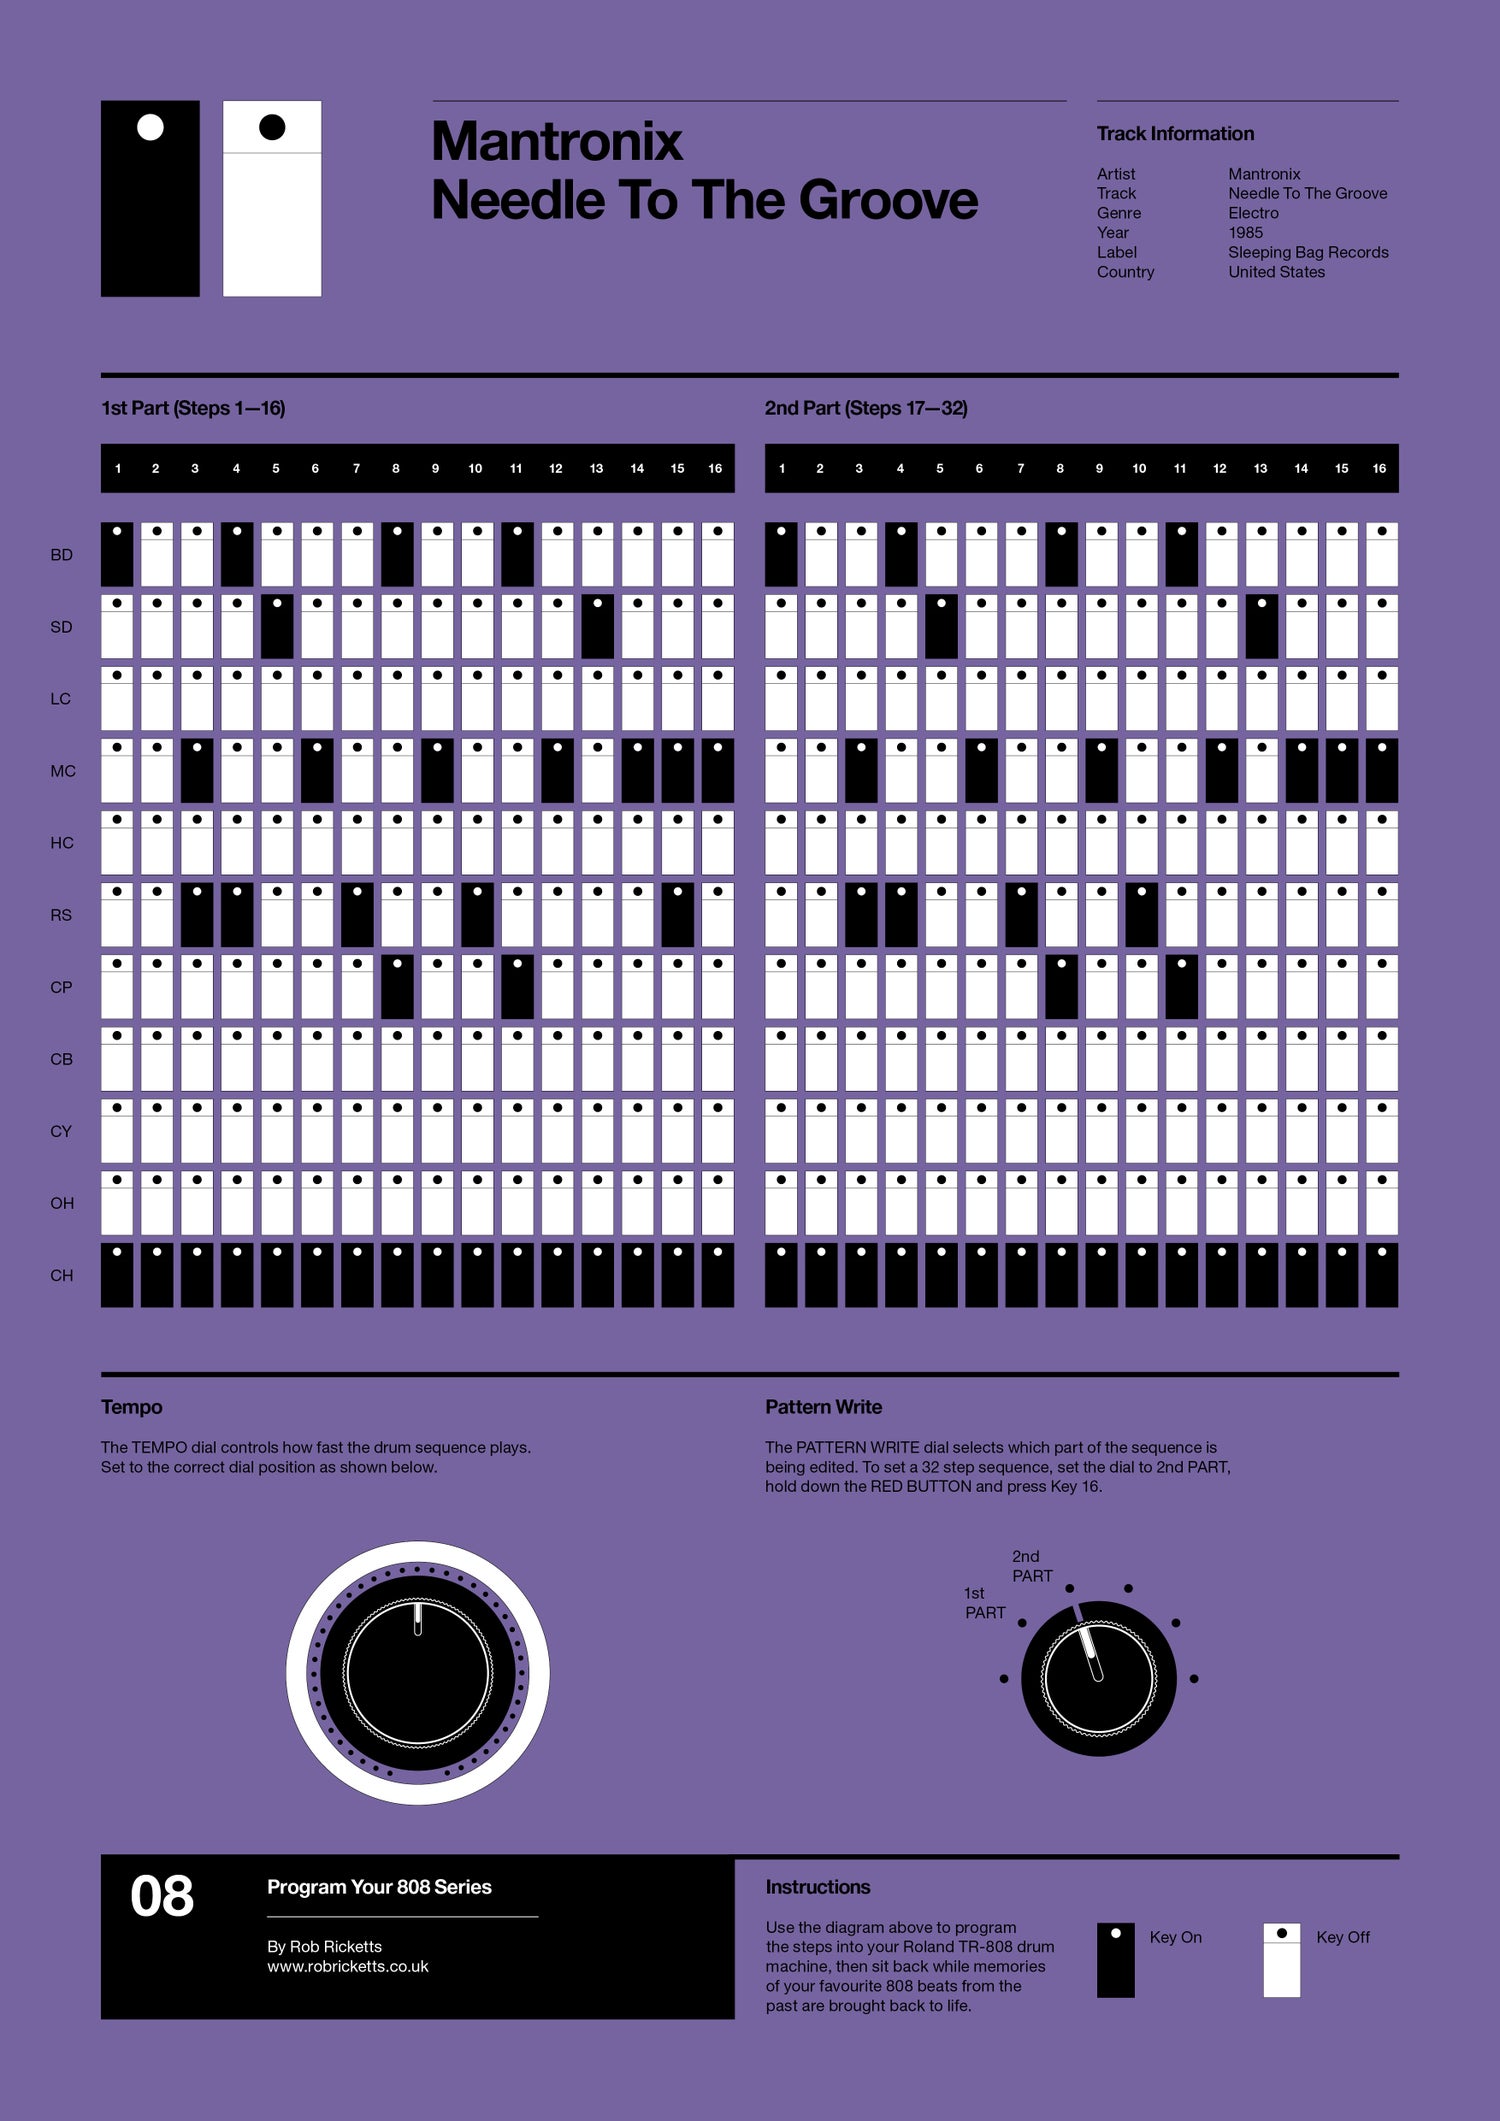 Mantronix
Needle To The Groove
Track Information
Artist Mantronix
Track Needle To The Groove
Genre Electro
Year 1985
Label Sleeping Bag Records
Country United States
1st Part (Steps 1—16)
2nd Part (Steps 17—32)
1 2 3 4 5 6 7 8 9 10 11 12 13 14 15 16
1 2 3 4 5 6 7 8 9 10 11 12 13 14 15 16
BD
SD
LC
MC
HC
RS
CP
CB
CY
OH
CH
Tempo
The TEMPO dial controls how fast the drum sequence plays.
Set to the correct dial position as shown below.
Pattern Write
The PATTERN WRITE dial selects which part of the sequence is
being edited. To set a 32 step sequence, set the dial to 2nd PART,
hold down the RED BUTTON and press Key 16.
2nd
PART
1st
PART
08
Program Your 808 Series
By Rob Ricketts
www.robricketts.co.uk
Instructions
Use the diagram above to program
the steps into your Roland TR-808 drum
machine, then sit back while memories
of your favourite 808 beats from the
past are brought back to life.
Key On
Key Off